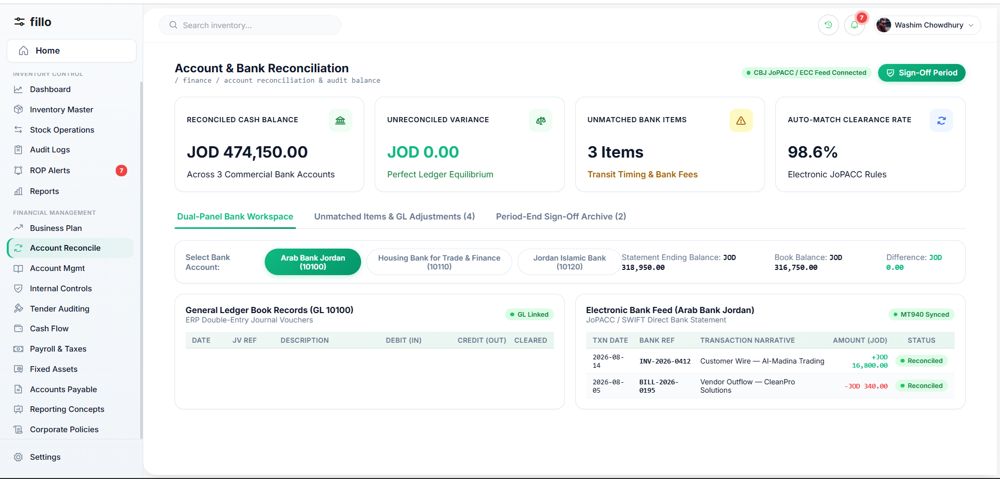 fillo
Search inventory...
7
Washim Chowdhury
Home
INVENTORY CONTROL
Dashboard
Inventory Master
Stock Operations
Audit Logs
ROP Alerts
7
Reports
FINANCIAL MANAGEMENT
Business Plan
Account Reconcile
Account Mgmt
Internal Controls
Tender Auditing
Cash Flow
Payroll & Taxes
Fixed Assets
Accounts Payable
Reporting Concepts
Corporate Policies
Settings
Account & Bank Reconciliation
/ finance / account reconciliation & audit balance
CBJ JoPACC / ECC Feed Connected
Sign-Off Period
RECONCILED CASH BALANCE
JOD 474,150.00
Across 3 Commercial Bank Accounts
UNRECONCILED VARIANCE
JOD 0.00
Perfect Ledger Equilibrium
UNMATCHED BANK ITEMS
3 Items
Transit Timing & Bank Fees
AUTO-MATCH CLEARANCE RATE
98.6%
Electronic JoPACC Rules
Dual-Panel Bank Workspace
Unmatched Items & GL Adjustments (4)
Period-End Sign-Off Archive (2)
Select Bank
Account:
Arab Bank Jordan
(10100)
Housing Bank for Trade & Finance
(10110)
Jordan Islamic Bank
(10120)
Statement Ending Balance: JOD
318,950.00
Book Balance: JOD
316,750.00
Difference: JOD
0.00
General Ledger Book Records (GL 10100)
ERP Double-Entry Journal Vouchers
GL Linked
DATE JV REF DESCRIPTION DEBIT (IN) CREDIT (OUT) CLEARED
Electronic Bank Feed (Arab Bank Jordan)
JoPACC / SWIFT Direct Bank Statement
MT940 Synced
TXN DATE BANK REF TRANSACTION NARRATIVE AMOUNT (JOD) STATUS
2026-08-
14
INV-2026-0412
Customer Wire — Al-Madina Trading
+JOD
16,800.00
Reconciled
2026-08-
05
BILL-2026-
0195
Vendor Outflow — CleanPro
Solutions
-JOD 340.00
Reconciled